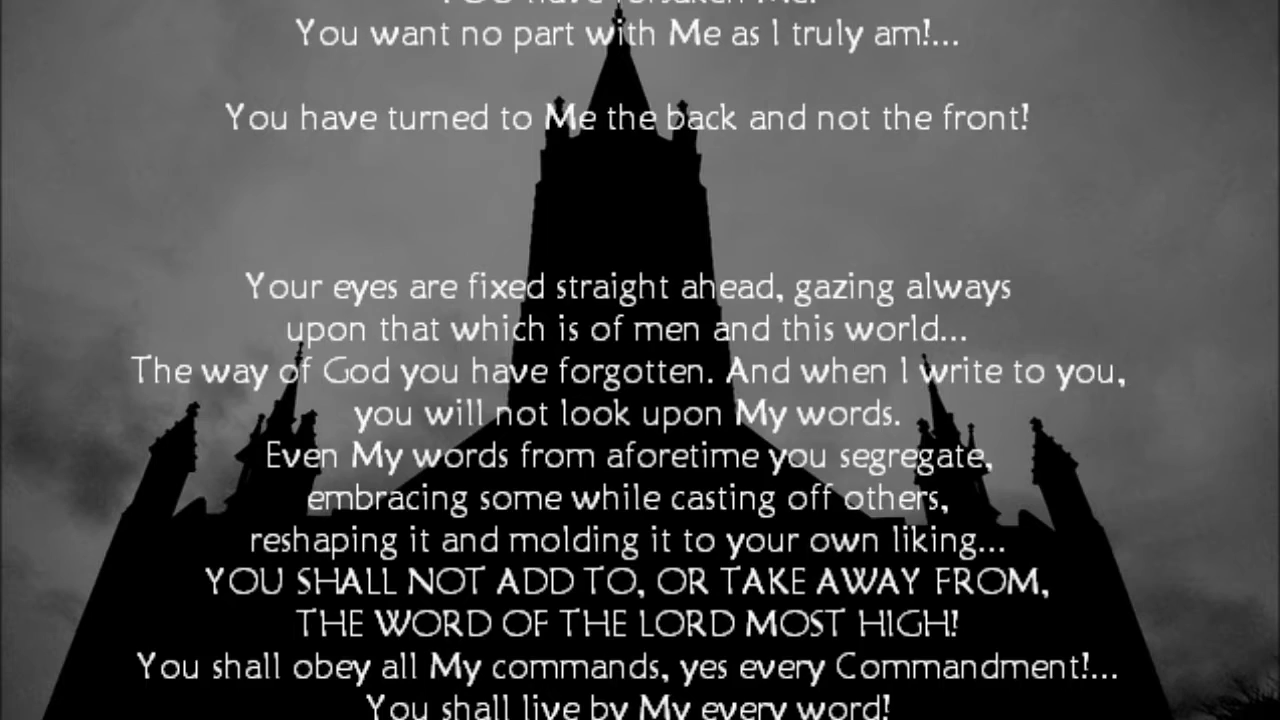 You want no part with Me as I truly am!...
You have turned to Me the back and not the front!
Your eyes are fixed straight ahead, gazing always
upon that which is of men and this world...
The way of God you have forgotten. And when I write to you,
you will not look upon My words.
Even My words from aforetime you segregate,
embracing some while casting off others,
reshaping it and molding it to your own liking...
YOU SHALL NOT ADD TO, OR TAKE AWAY FROM,
THE WORD OF THE LORD MOST HIGH!
You shall obey all My commands, yes every Commandment!...
You shall live by My every word!